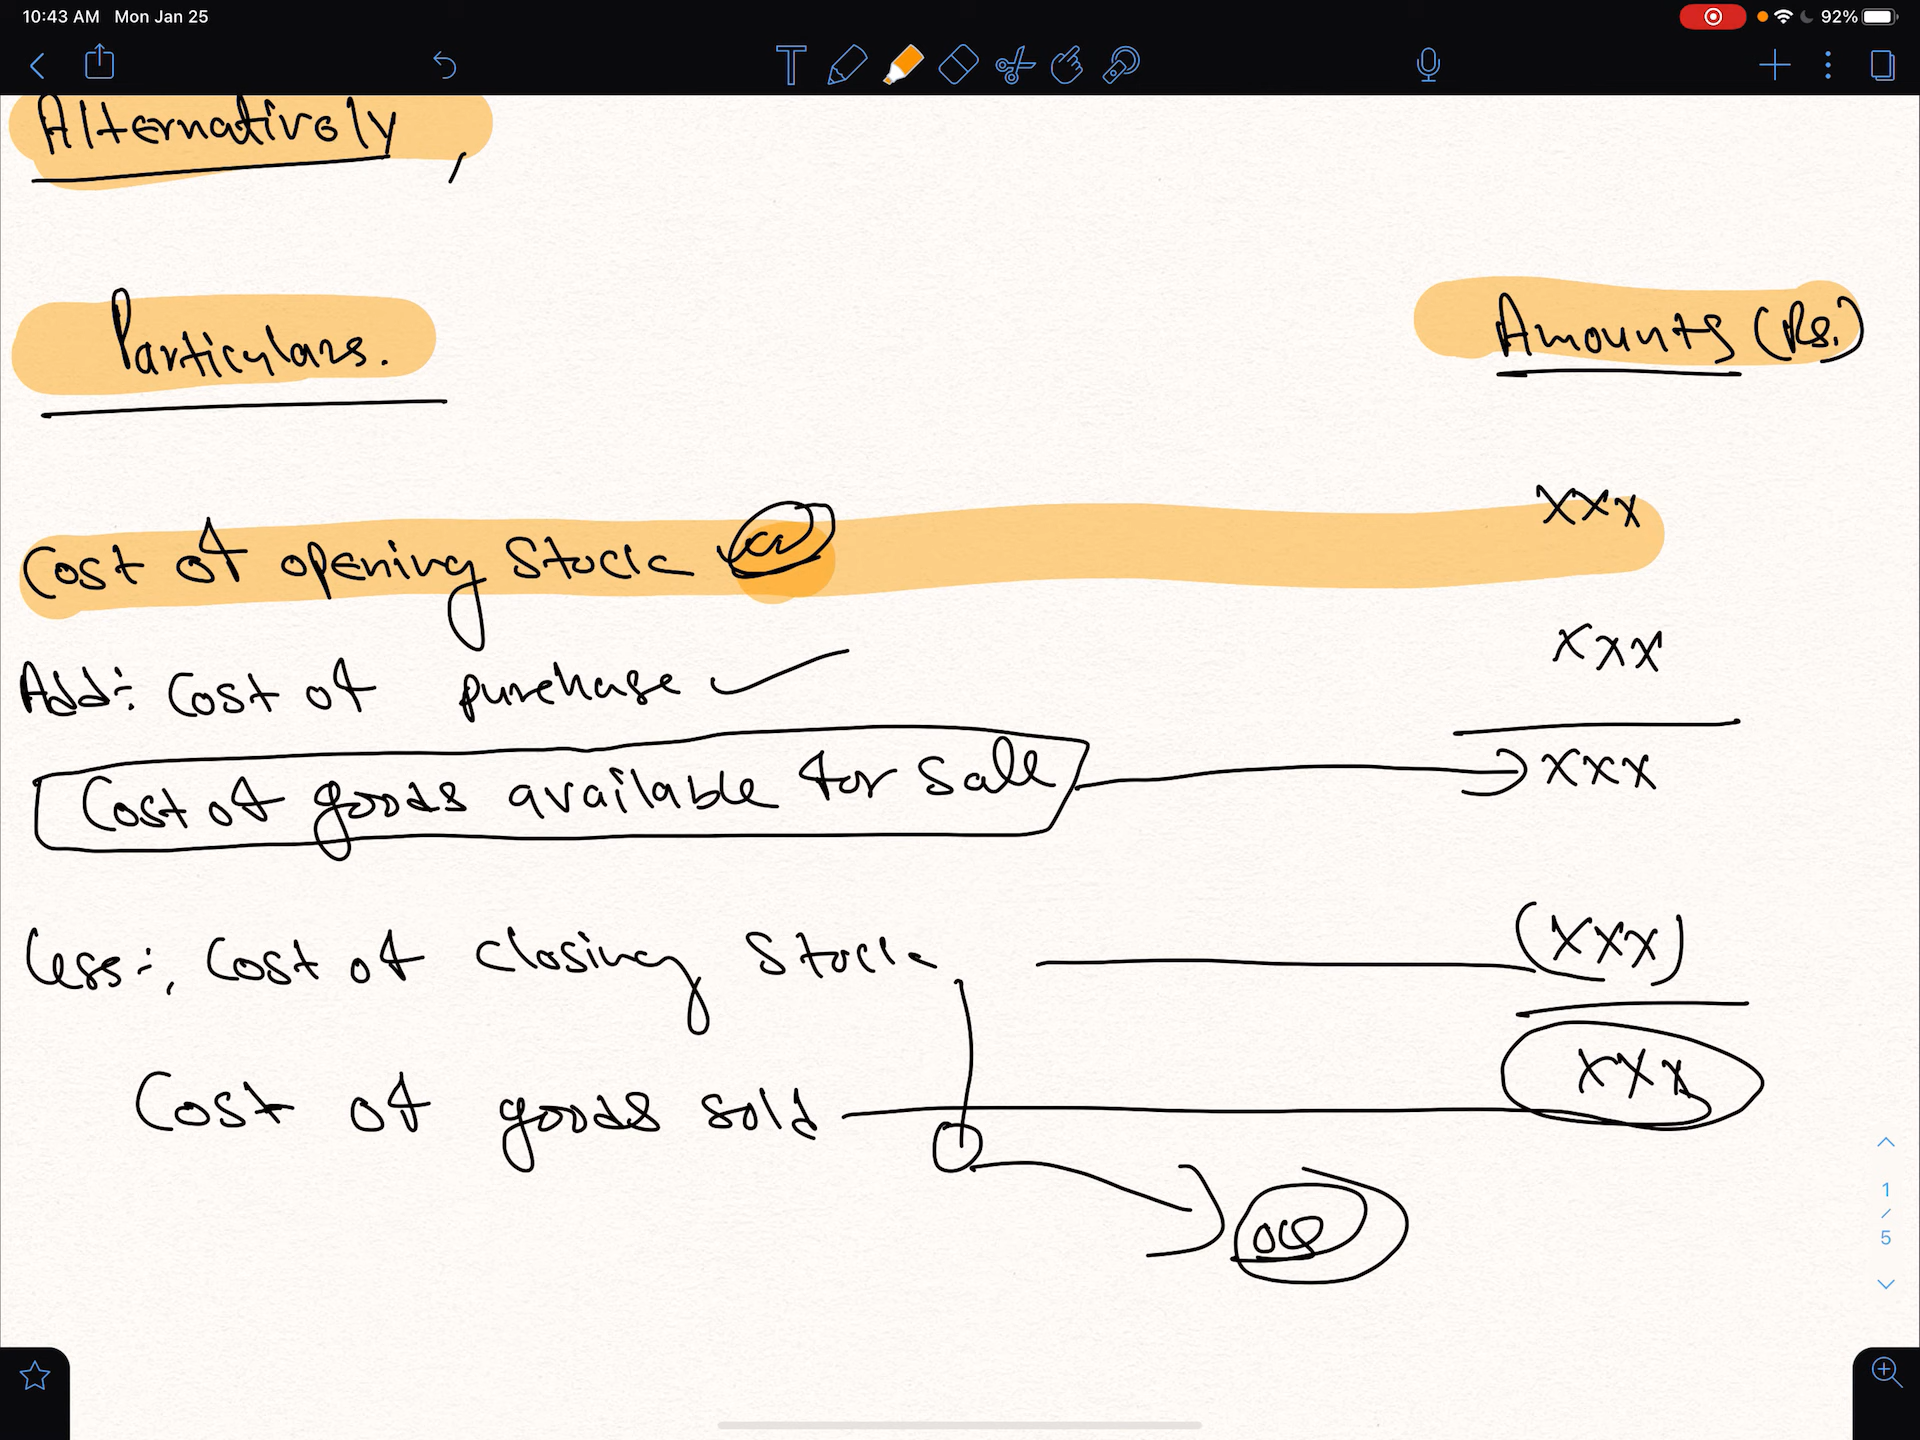 10:43 AM Mon Jan 25
92%
Alternatively,
Particulars. Amounts (Rs.)
Cost of opening Stock xxx
Add:- Cost of purchase xxx
Cost of goods available for Sale xxx
Less:-, Cost of closing Stock (xxx)
Cost of goods sold xxx
1
/
5